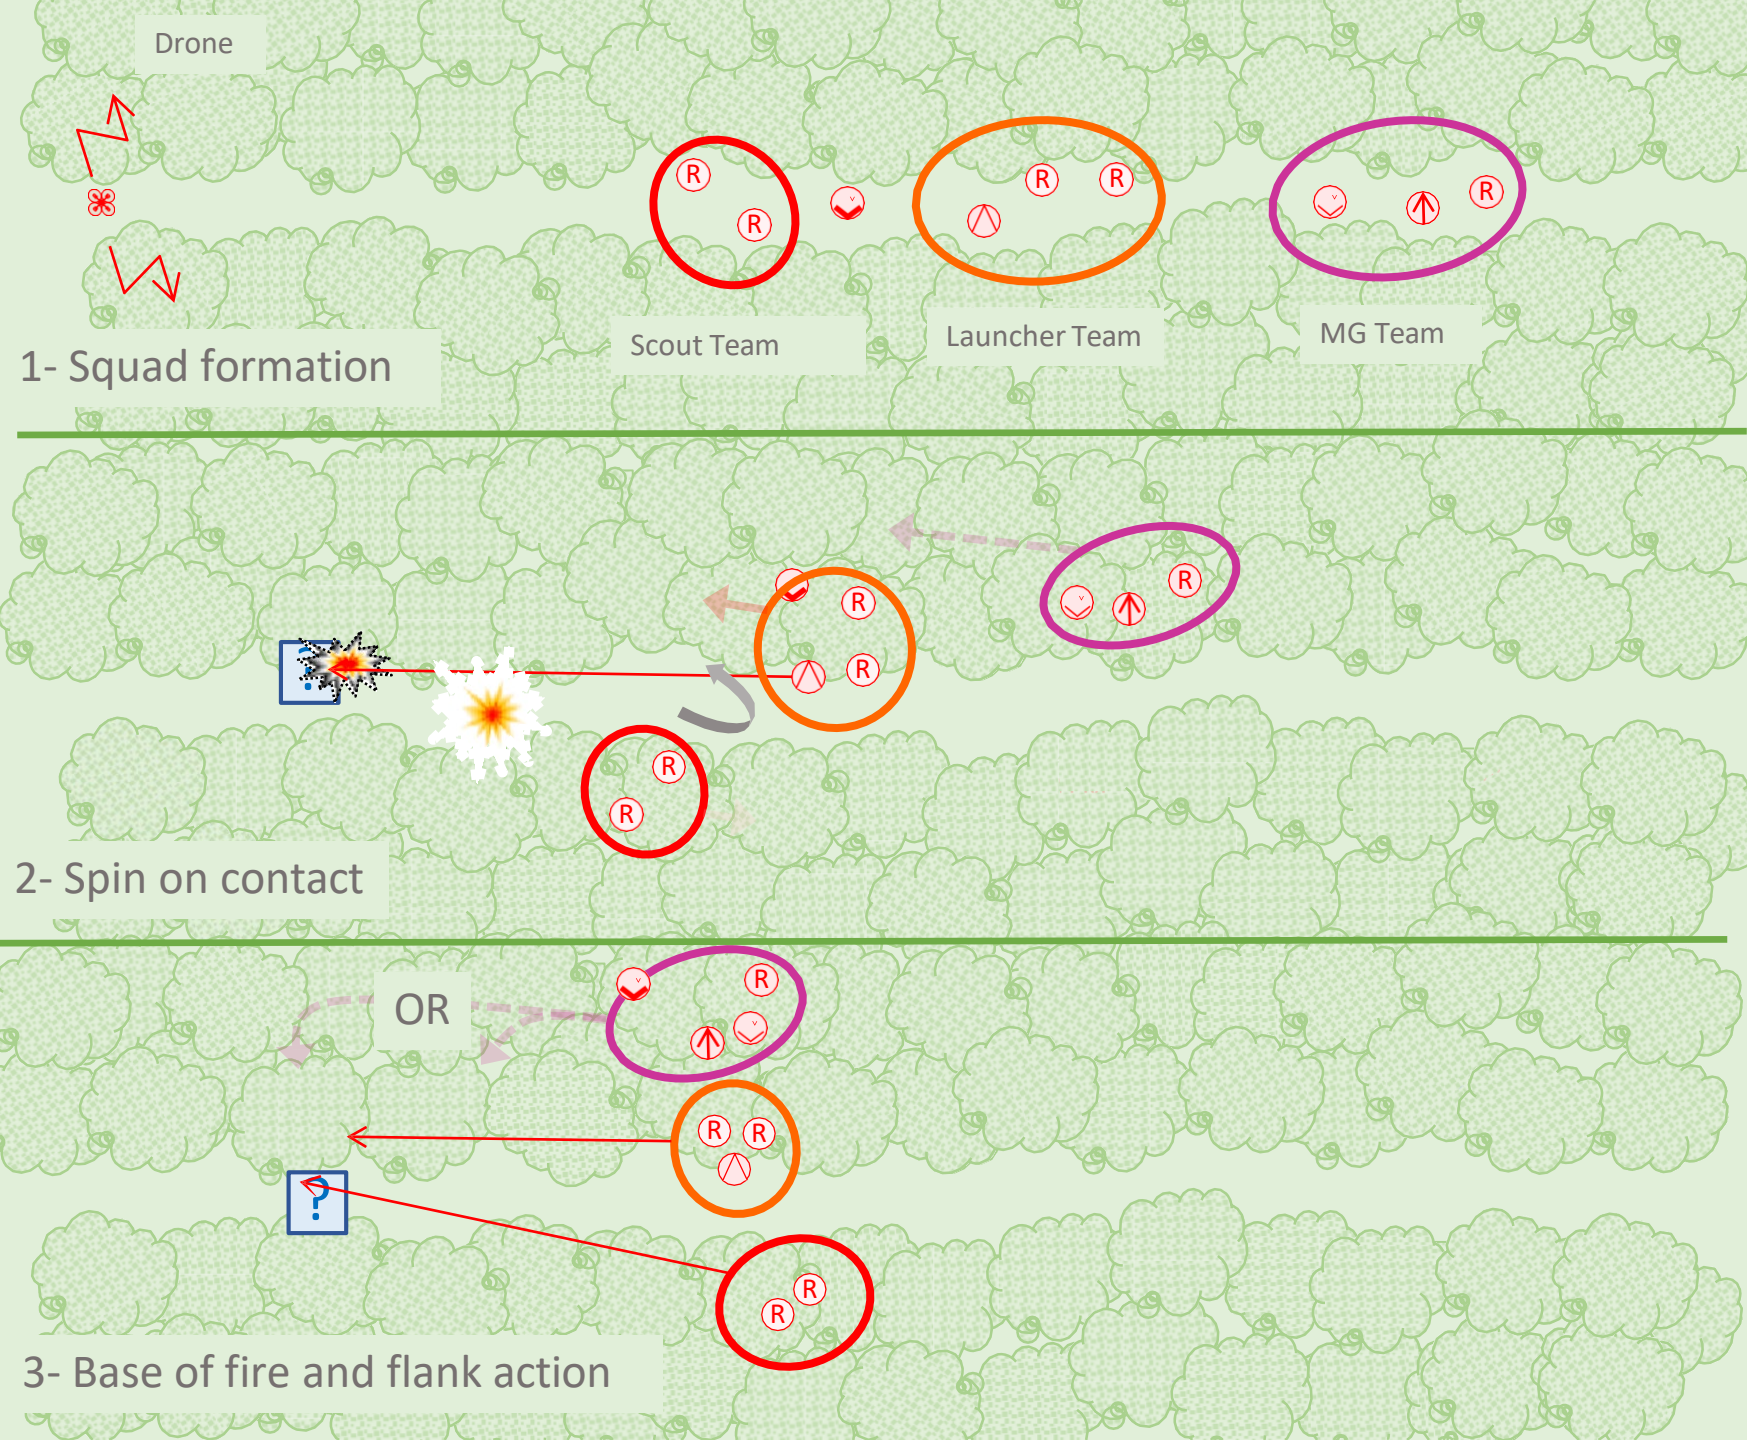 Drone
R
R
R
R
R
Scout Team
Launcher Team
MG Team
1- Squad formation
R
R
R
?
R
R
2- Spin on contact
OR
R
R
R
?
R
R
3- Base of fire and flank action